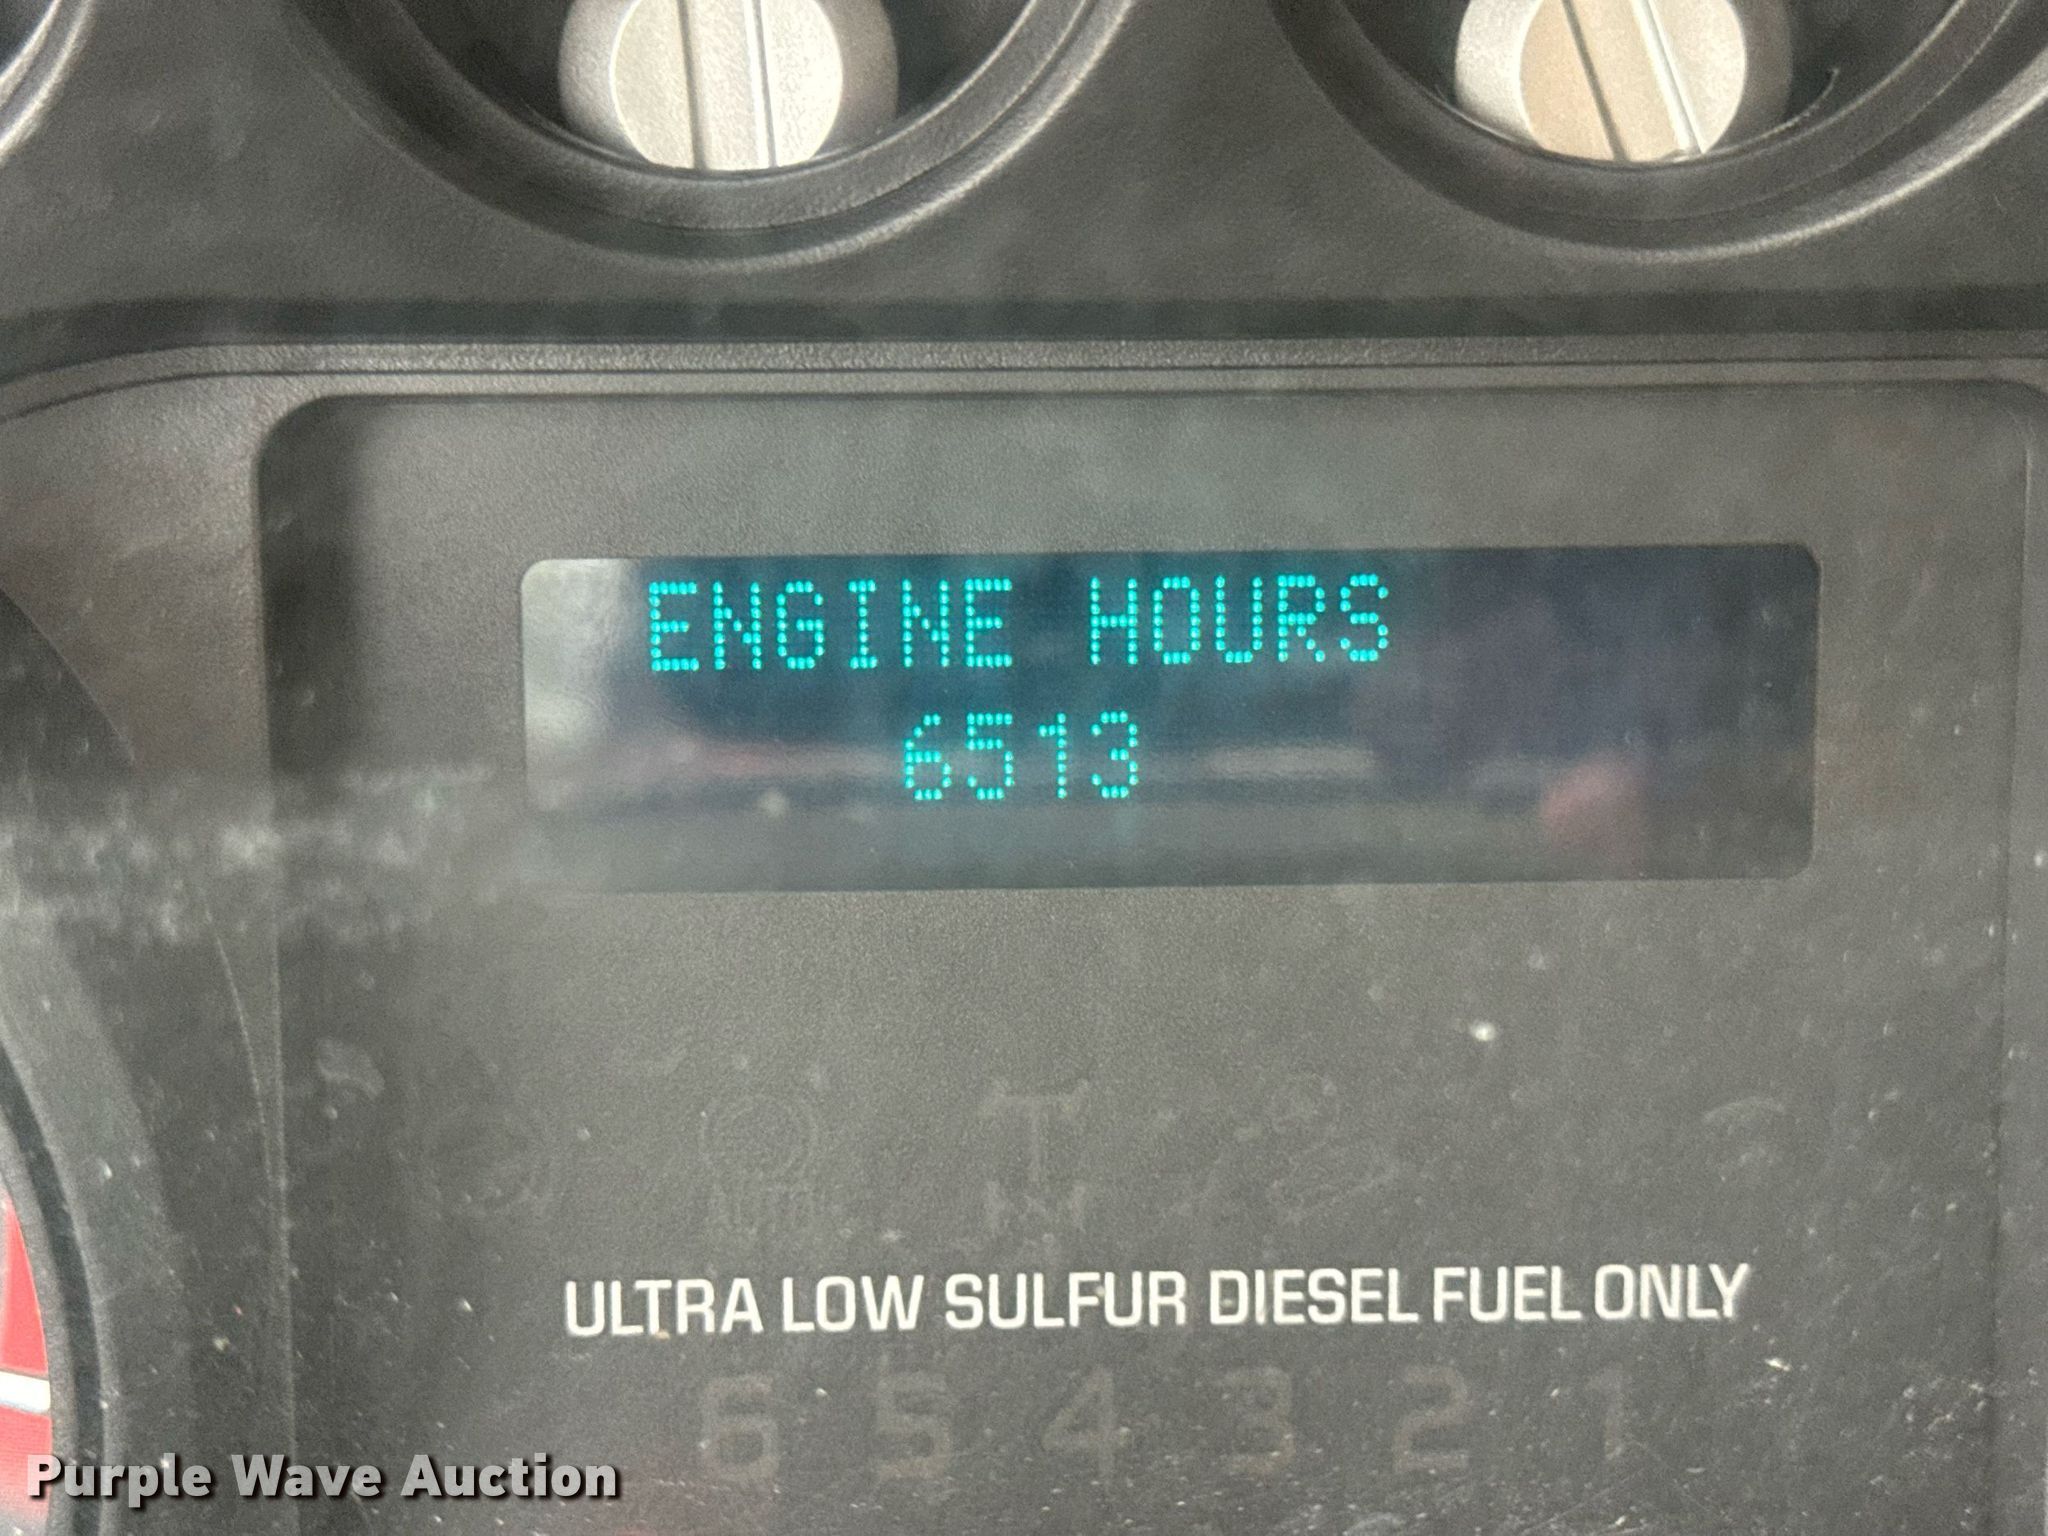 ENGINE HOURS
6513
ULTRA LOW SULFUR DIESEL FUEL ONLY
6 5 4 3 2 1
Purple Wave Auction